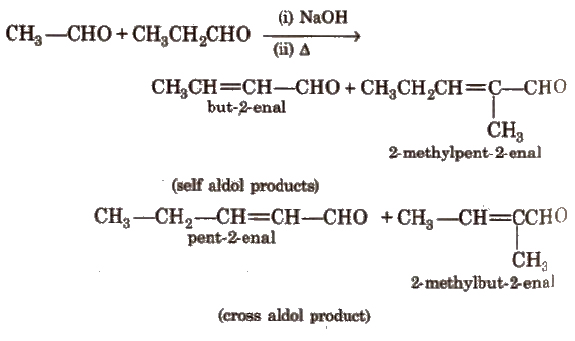 CH₃—CHO + CH₃CH₂CHO (i) NaOH (ii) Δ →
CH₃CH=CH—CHO + CH₃CH₂CH=C—CHO
but-2-enal
CH₃
2-methylpent-2-enal
(self aldol products)
CH₃—CH₂—CH=CH—CHO + CH₃—CH=CCHO
pent-2-enal
CH₃
2-methylbut-2-enal
(cross aldol product)